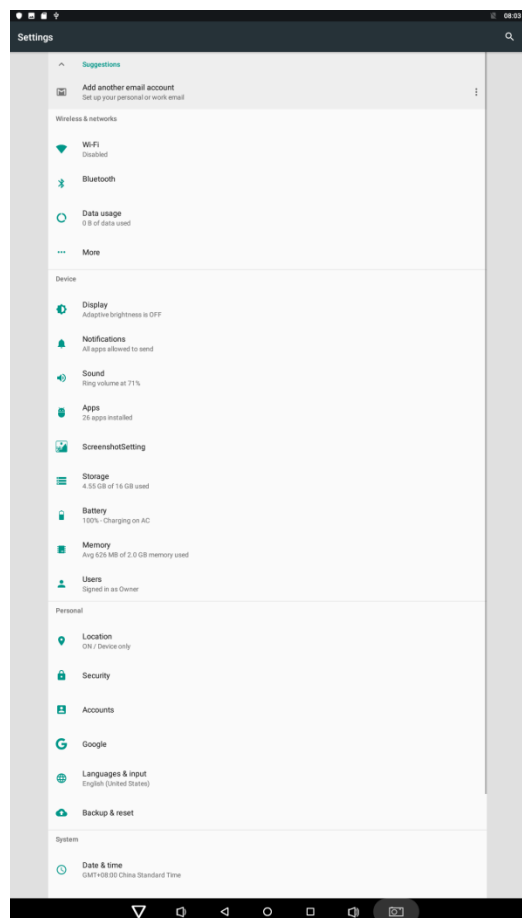 08:03
Settings
Suggestions
Add another email account
Set up your personal or work email
Wireless & networks
Wi-Fi
Disabled
Bluetooth
Data usage
0 B of data used
More
Device
Display
Adaptive brightness is OFF
Notifications
All apps allowed to send
Sound
Ring volume at 71%
Apps
26 apps installed
ScreenshotSetting
Storage
4.55 GB of 16 GB used
Battery
100% - Charging on AC
Memory
Avg 626 MB of 2.0 GB memory used
Users
Signed in as Owner
Personal
Location
ON / Device only
Security
Accounts
Google
Languages & input
English (United States)
Backup & reset
System
Date & time
GMT+08:00 China Standard Time